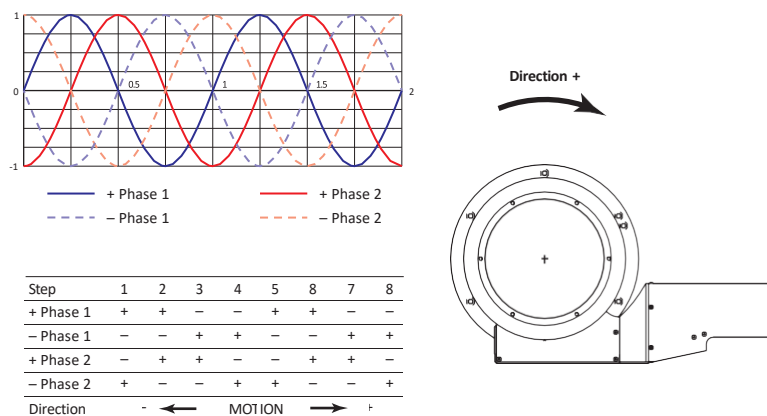 1
0.5 1 1.5
0 2
-1
+ Phase 1 + Phase 2
– Phase 1 – Phase 2
Direction +
Step 1 2 3 4 5 8 7 8
+ Phase 1 + + – – + + – –
– Phase 1 – – + + – – + +
+ Phase 2 – + + – – + + –
– Phase 2 + – – + + – – +
Direction - MOTION +